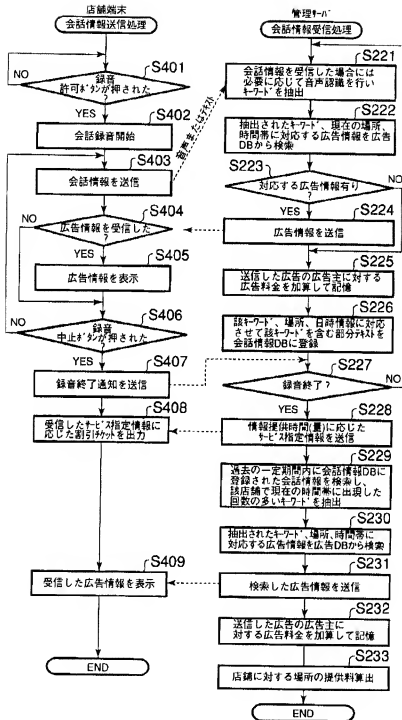 店舗端末
会話情報送信処理
S401
録音
許可ボタンが押された
?
NO
YES
S402
会話録音開始
S403
会話情報を送信
音声またはテキスト
S404
広告情報を受信した
?
NO
YES
S405
広告情報を表示
S406
録音
中止ボタンが押された
?
NO
YES
S407
録音終了通知を送信
S408
受信したサービス指定情報に
応じた割引チケットを出力
S409
受信した広告情報を表示
END
管理サーバ
会話情報受信処理
S221
会話情報を受信した場合には
必要に応じて音声認識を行い
キーワードを抽出
S222
抽出されたキーワード、現在の場所、
時間帯に対応する広告情報を広告
DBから検索
S223
対応する広告情報有り
?
NO
YES
S224
広告情報を送信
S225
送信した広告の広告主に対する
広告料金を加算して記憶
S226
該キーワード、場所、日時情報に対応
させて該キーワードを含む部分テキストを
会話情報DBに登録
S227
録音終了?
NO
YES
S228
情報提供時間(量)に応じた
サービス指定情報を送信
S229
過去の一定期間内に会話情報DBに
登録された会話情報を検索し、
該店舗で現在の時間帯に出現した
回数の多いキーワードを抽出
S230
抽出されたキーワード、場所、時間帯に
対応する広告情報を広告DBから検索
S231
検索した広告情報を送信
S232
送信した広告の広告主に
対する広告料金を加算して記憶
S233
店舗に対する場所の提供料算出
END